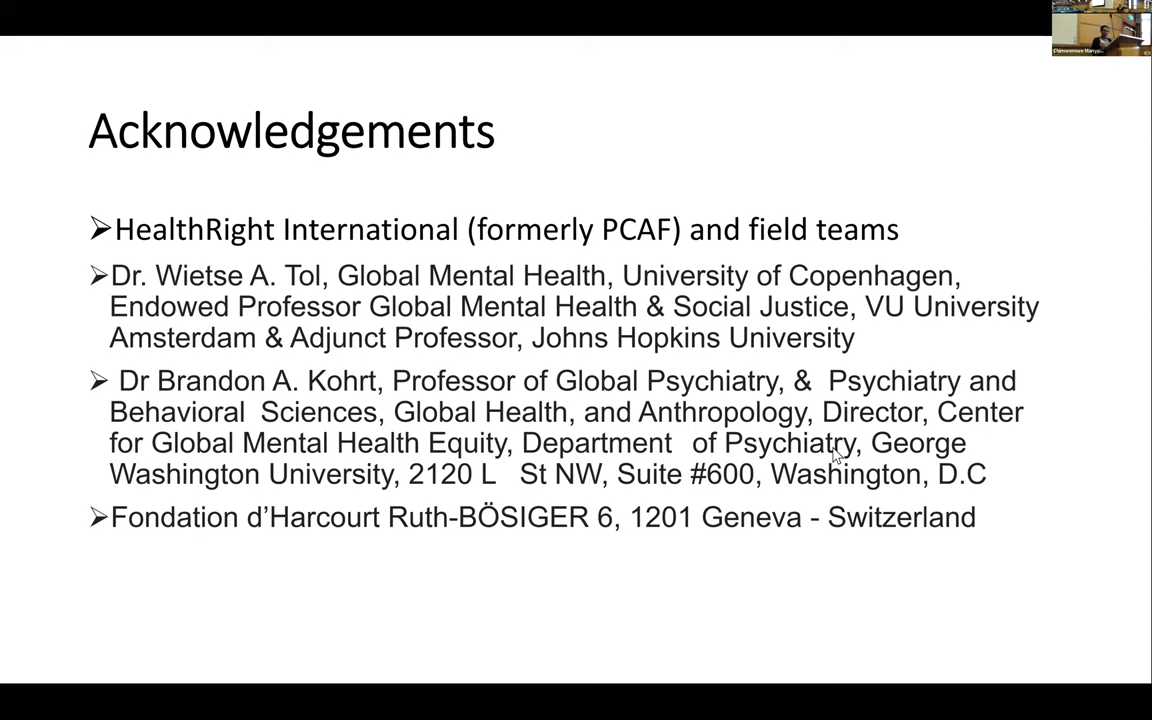 Acknowledgements
➢HealthRight International (formerly PCAF) and field teams
➢Dr. Wietse A. Tol, Global Mental Health, University of Copenhagen,
Endowed Professor Global Mental Health & Social Justice, VU University
Amsterdam & Adjunct Professor, Johns Hopkins University
➢ Dr Brandon A. Kohrt, Professor of Global Psychiatry, & Psychiatry and
Behavioral Sciences, Global Health, and Anthropology, Director, Center
for Global Mental Health Equity, Department of Psychiatry, George
Washington University, 2120 L St NW, Suite #600, Washington, D.C
➢Fondation d’Harcourt Ruth-BÖSIGER 6, 1201 Geneva - Switzerland